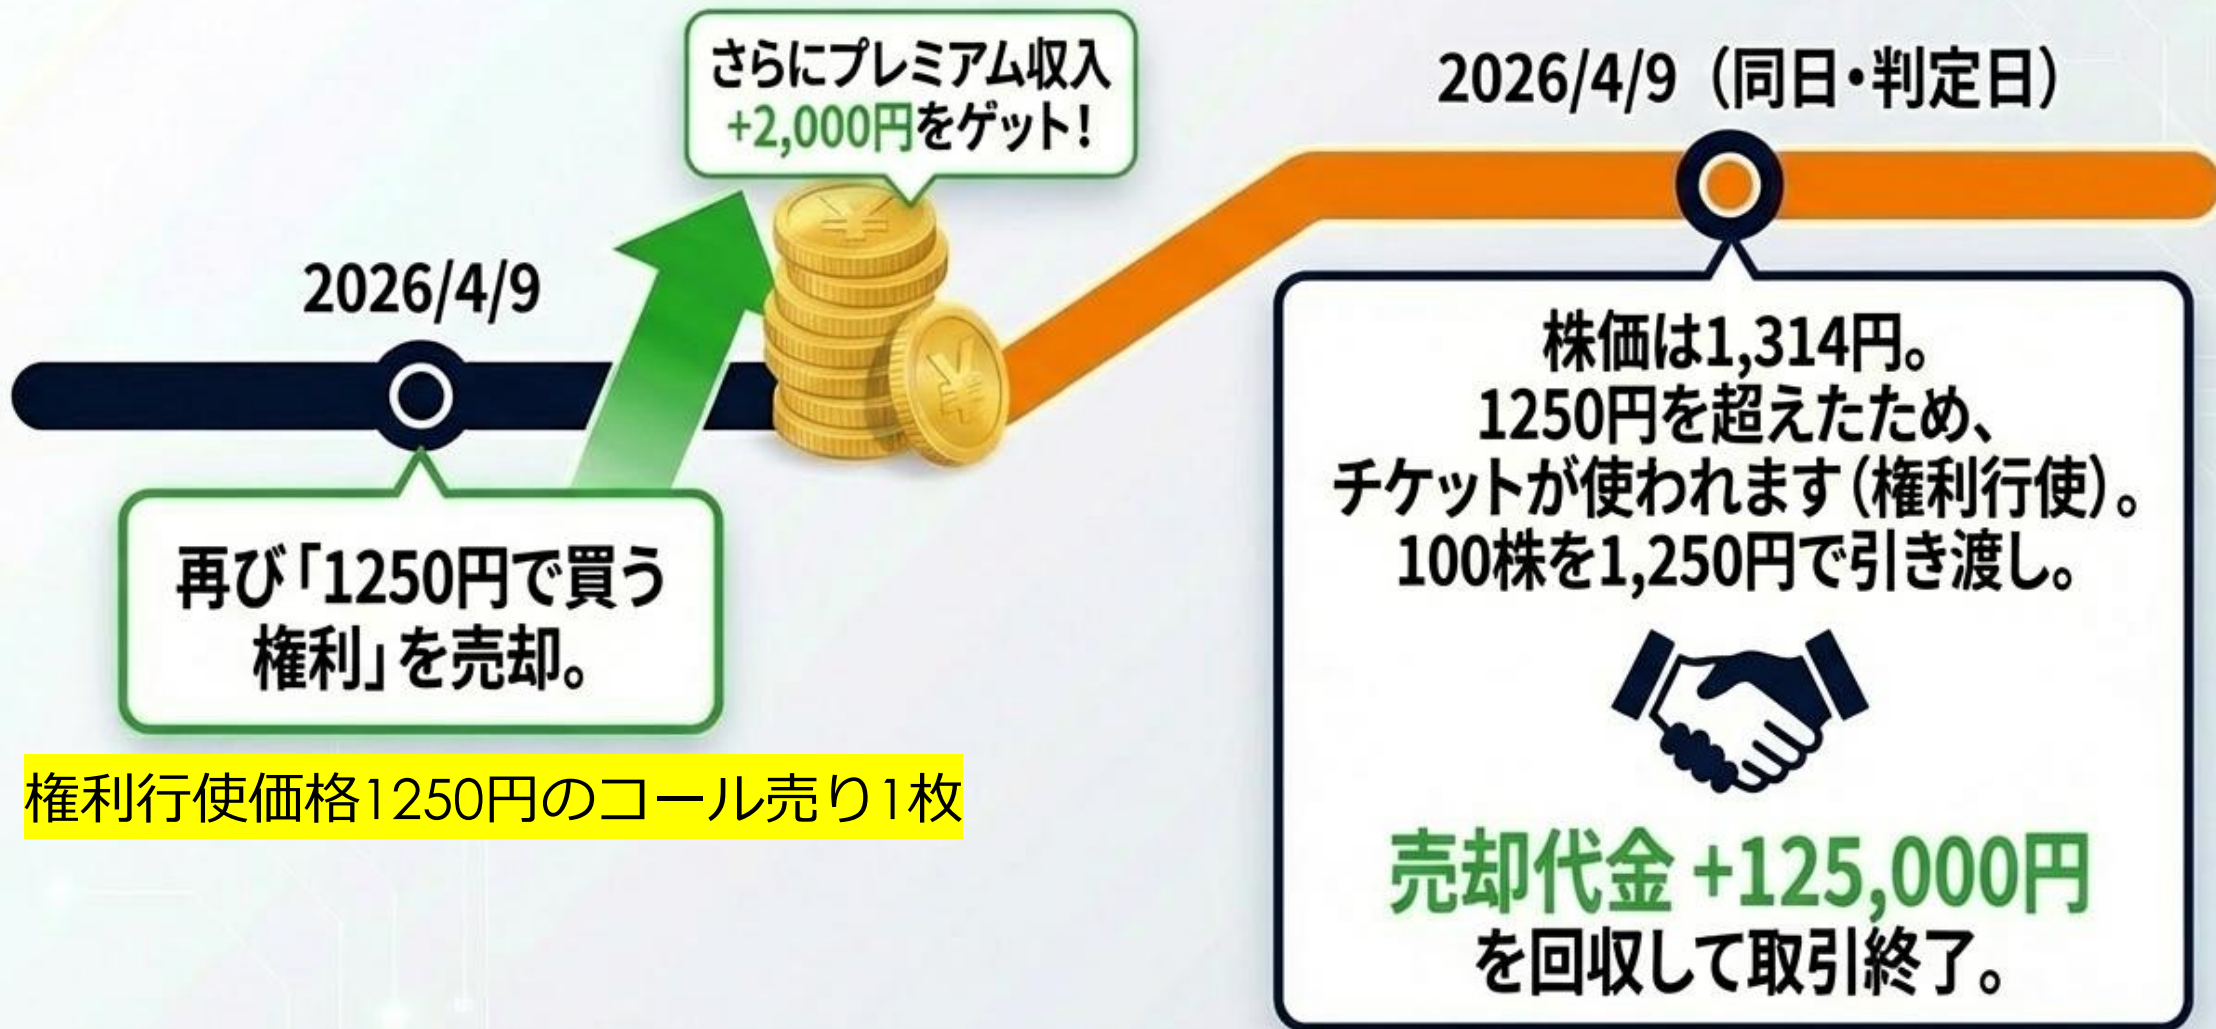 さらにプレミアム収入
+2,000円をゲット！
2026/4/9
再び「1250円で買う
権利」を売却。
権利行使価格1250円のコール売り1枚
2026/4/9（同日・判定日）
株価は1,314円。
1250円を超えたため、
チケットが使われます（権利行使）。
100株を1,250円で引き渡し。
売却代金 +125,000円
を回収して取引終了。